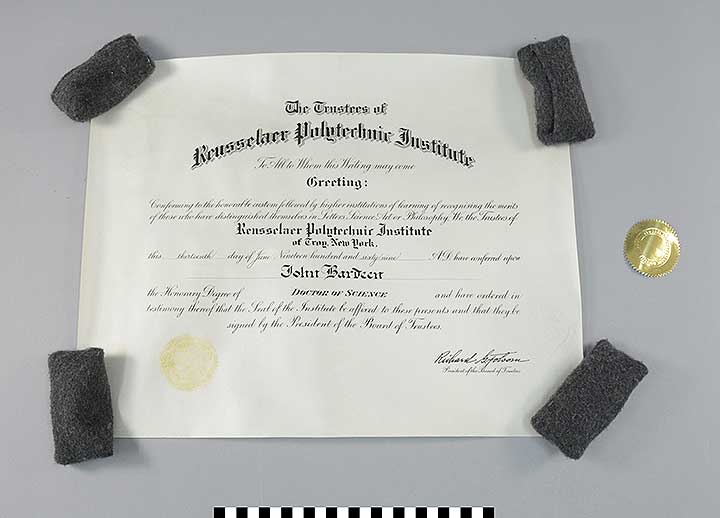 The Trustees of
Rensselaer Polytechnic Institute
To All to Whom this Writing may come
Greeting:
Conforming to the honorable custom followed by higher institutions of learning of recognizing the merits
of those who have distinguished themselves in Letters Science Art or Philosophy, We the Trustees of
Rensselaer Polytechnic Institute
of Troy, New York,
this thirteenth day of June Nineteen hundred and sixty nine A.D. have conferred upon
John Bardeen
the Honorary Degree of DOCTOR OF SCIENCE and have ordered in
testimony thereof that the Seal of the Institute be affixed to these presents and that they be
signed by the President of the Board of Trustees.
Richard G. Folsom
President of the Board of Trustees